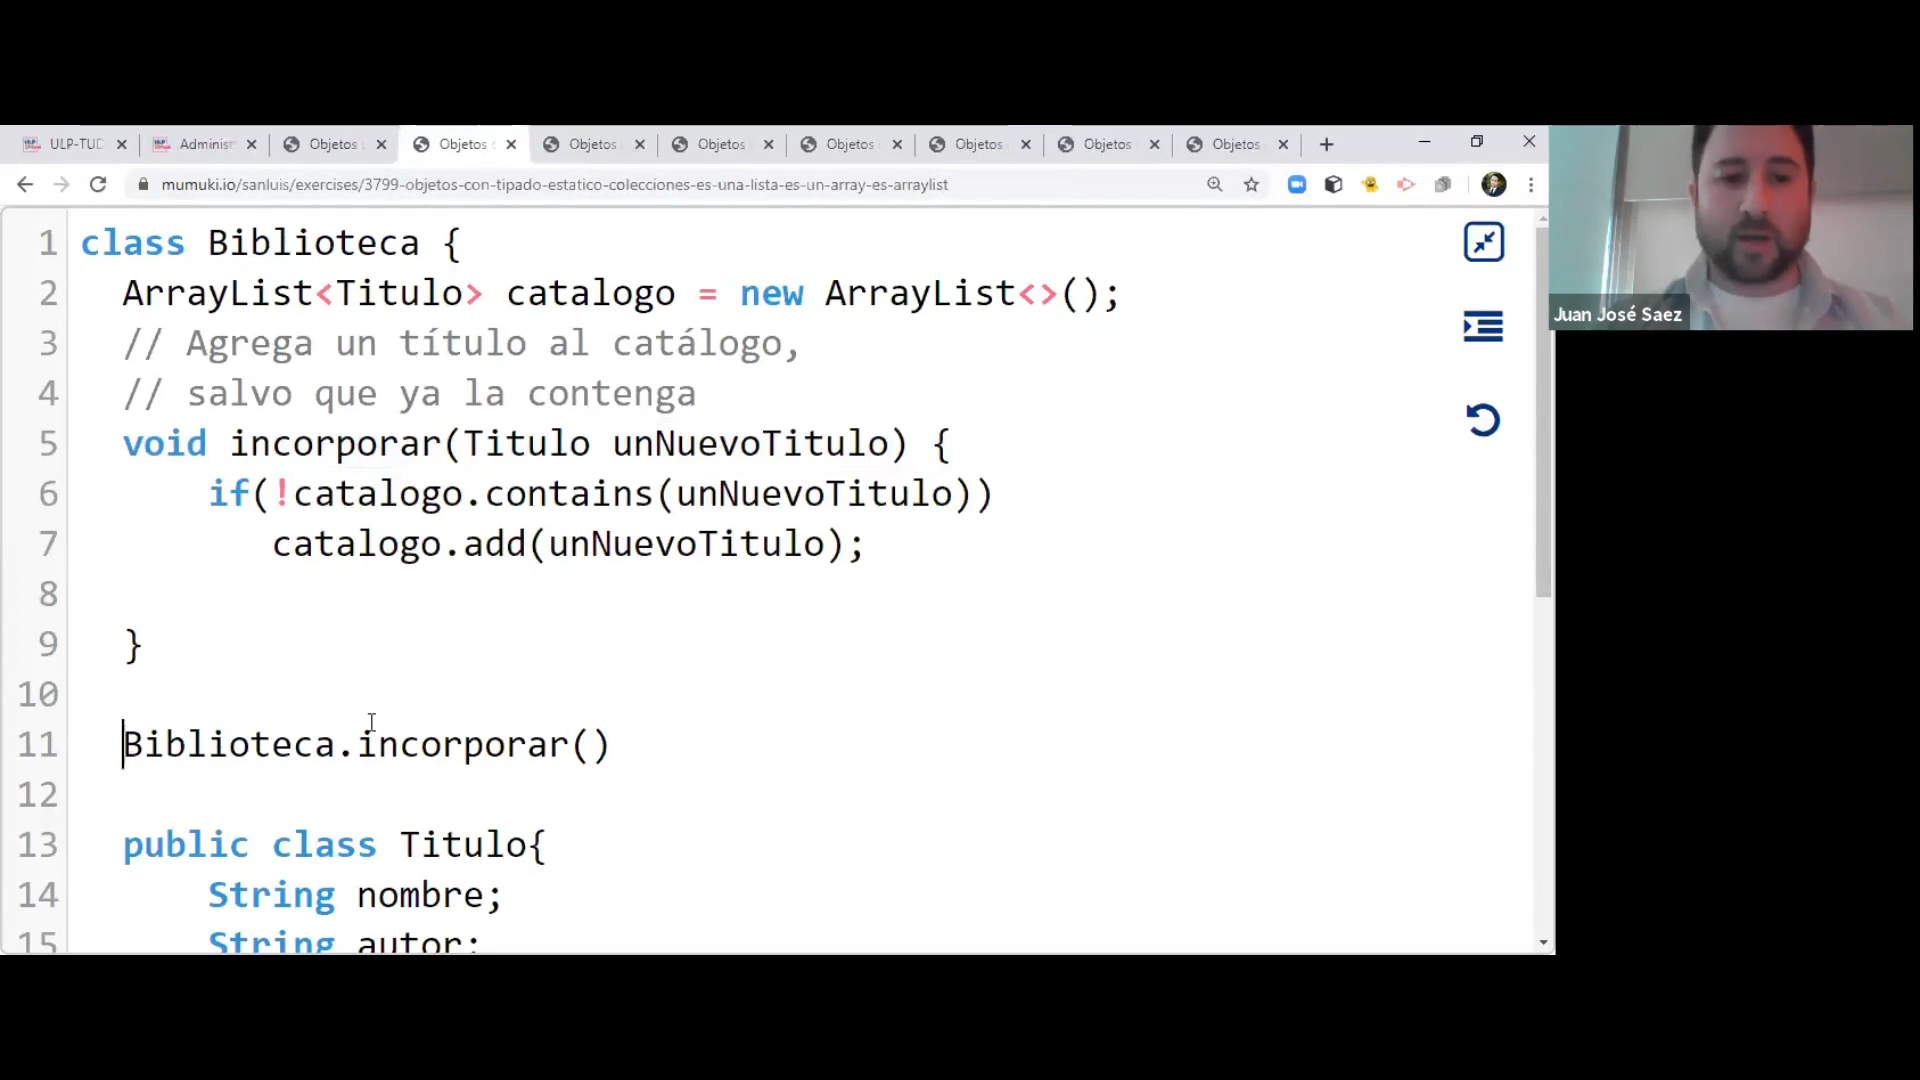 ULP-TUD
Administ
Objetos
Objetos
Objetos
Objetos
Objetos
Objetos
Objetos
Objetos
mumuki.io/sanluis/exercises/3799-objetos-con-tipado-estatico-colecciones-es-una-lista-es-un-array-es-arraylist
1 class Biblioteca {
2 ArrayList<Titulo> catalogo = new ArrayList<>();
3 // Agrega un título al catálogo,
4 // salvo que ya la contenga
5 void incorporar(Titulo unNuevoTitulo) {
6 if(!catalogo.contains(unNuevoTitulo))
7 catalogo.add(unNuevoTitulo);
8
9 }
10
11 Biblioteca.incorporar()
12
13 public class Titulo{
14 String nombre;
15 String autor;
Juan José Saez